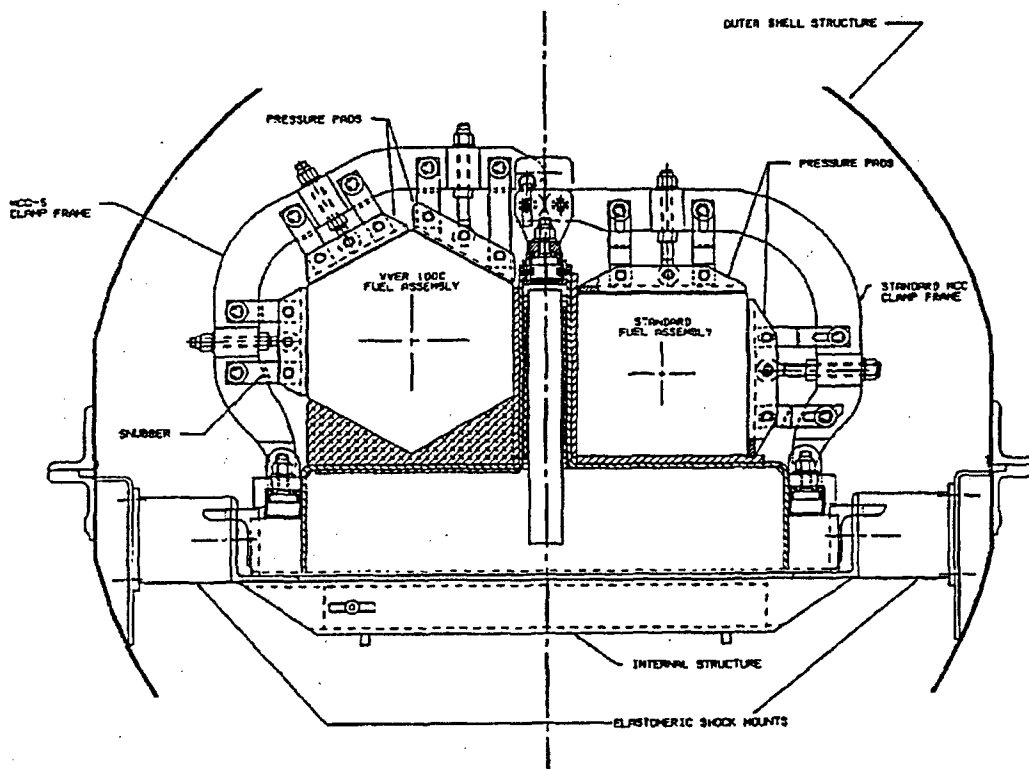 OUTER SHELL STRUCTURE
PRESSURE PADS
PRESSURE PADS
MCC-5
CLAMP FRAME
VVER 1000
FUEL ASSEMBLY
STANDARD MCC
CLAMP FRAME
STANDARD
FUEL ASSEMBLY
SNUBBER
INTERNAL STRUCTURE
ELASTOMERIC SHOCK MOUNTS